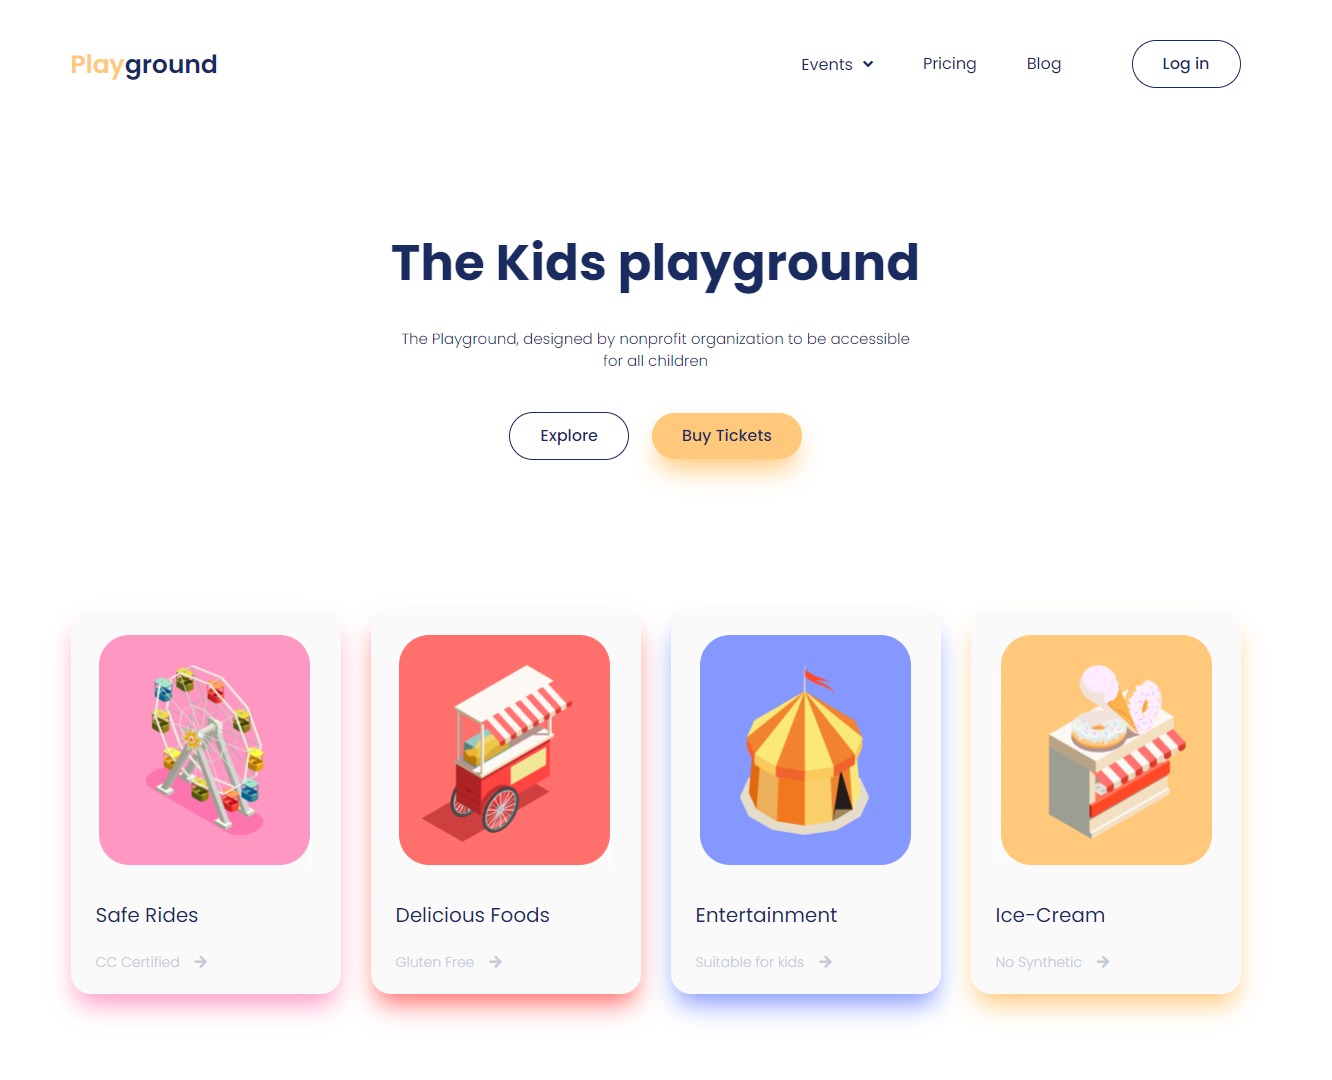 Playground
Events
Pricing
Blog
Log in
The Kids playground
The Playground, designed by nonprofit organization to be accessible
for all children
Explore
Buy Tickets
Safe Rides
CC Certified
Delicious Foods
Gluten Free
Entertainment
Suitable for kids
Ice-Cream
No Synthetic